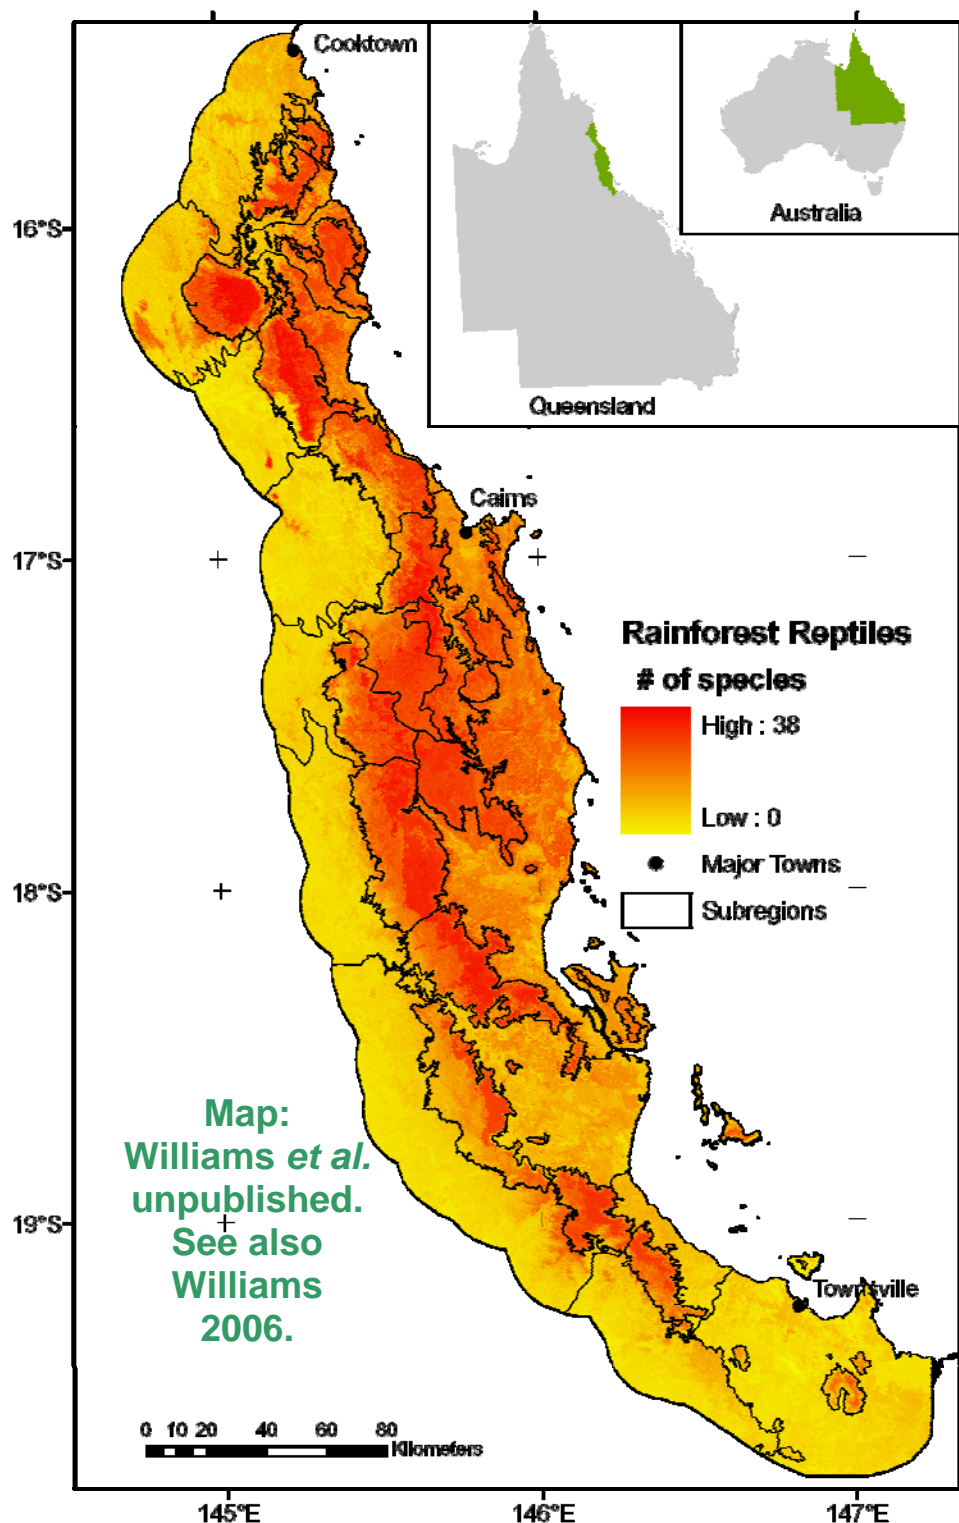 Cooktown
Australia
16°S
Queensland
Cairns
17°S
Rainforest Reptiles
# of species
High : 38
Low : 0
Major Towns
18°S
Subregions
Map:
Williams et al.
unpublished.
See also
Williams
2006.
19°S
Townsville
0 10 20 40 60 80
Kilometers
145°E 146°E 147°E